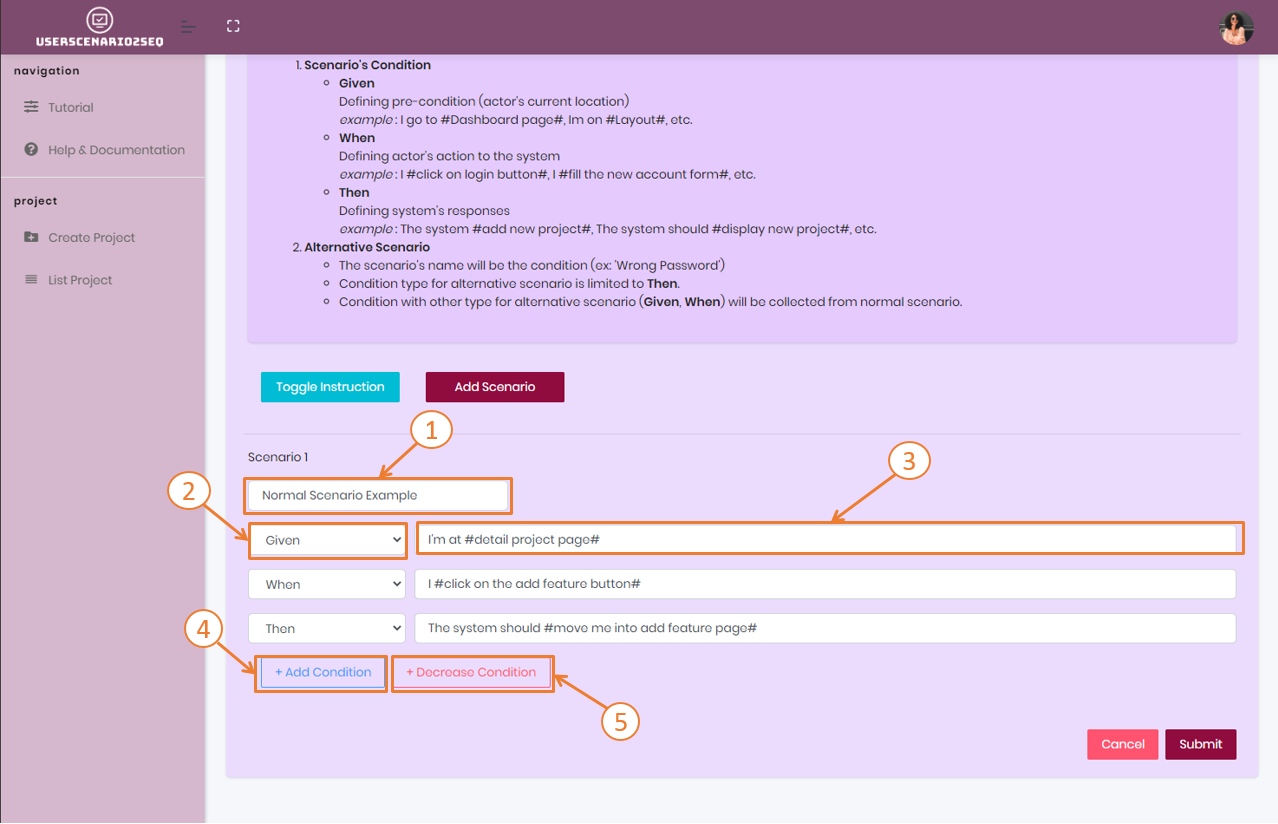 USERSCENARIO2SEQ
navigation
Tutorial
Help & Documentation
project
Create Project
List Project
1. Scenario's Condition
Given
Defining pre-condition (actor's current location)
example : I go to #Dashboard page#, Im on #Layout#, etc.
When
Defining actor's action to the system
example : I #click on login button#, I #fill the new account form#, etc.
Then
Defining system's responses
example : The system #add new project#, The system should #display new project#, etc.
2. Alternative Scenario
The scenario's name will be the condition (ex: 'Wrong Password')
Condition type for alternative scenario is limited to Then.
Condition with other type for alternative scenario (Given, When) will be collected from normal scenario.
Toggle Instruction
Add Scenario
1
Scenario 1
3
2
Normal Scenario Example
Given
I'm at #detail project page#
When
I #click on the add feature button#
4
Then
The system should #move me into add feature page#
+ Add Condition
+ Decrease Condition
5
Cancel
Submit